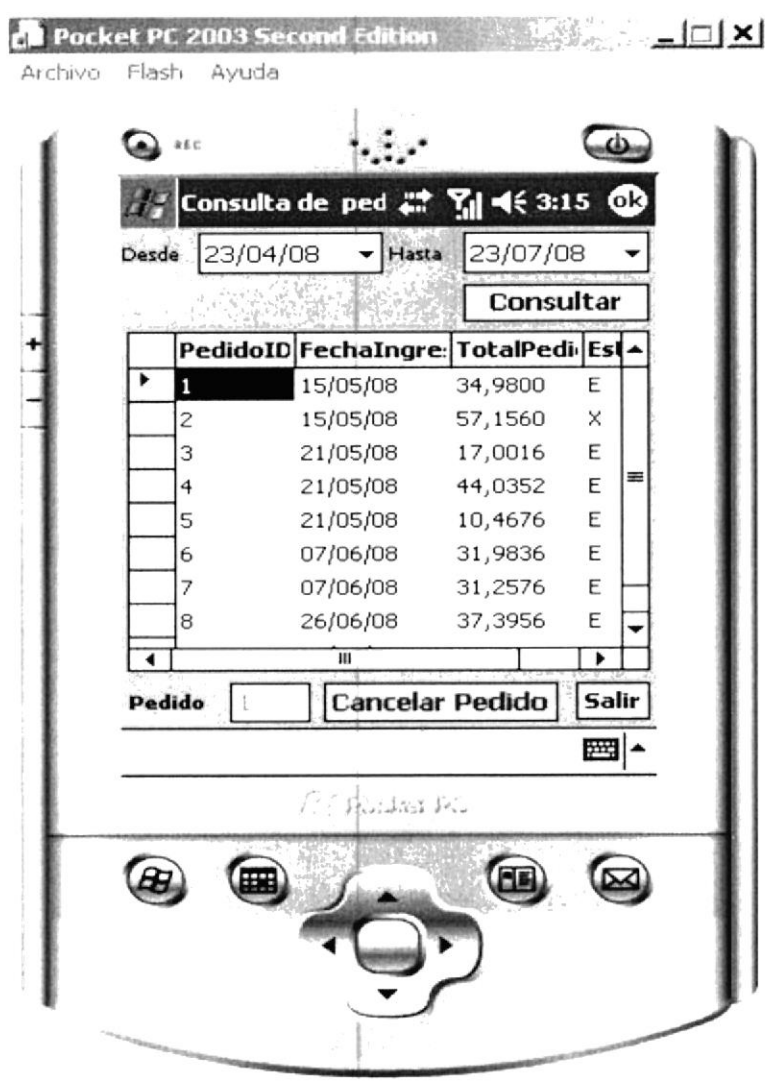 Pocket PC 2003 Second Edition
Archivo Flash Ayuda
REC
Consulta de ped 3:15 ok
Desde 23/04/08 Hasta 23/07/08
Consultar
PedidoID FechaIngre: TotalPedi Est
1 15/05/08 34,9800 E
2 15/05/08 57,1560 X
3 21/05/08 17,0016 E
4 21/05/08 44,0352 E
5 21/05/08 10,4676 E
6 07/06/08 31,9836 E
7 07/06/08 31,2576 E
8 26/06/08 37,3956 E
Pedido 1 Cancelar Pedido Salir
Pocket PC